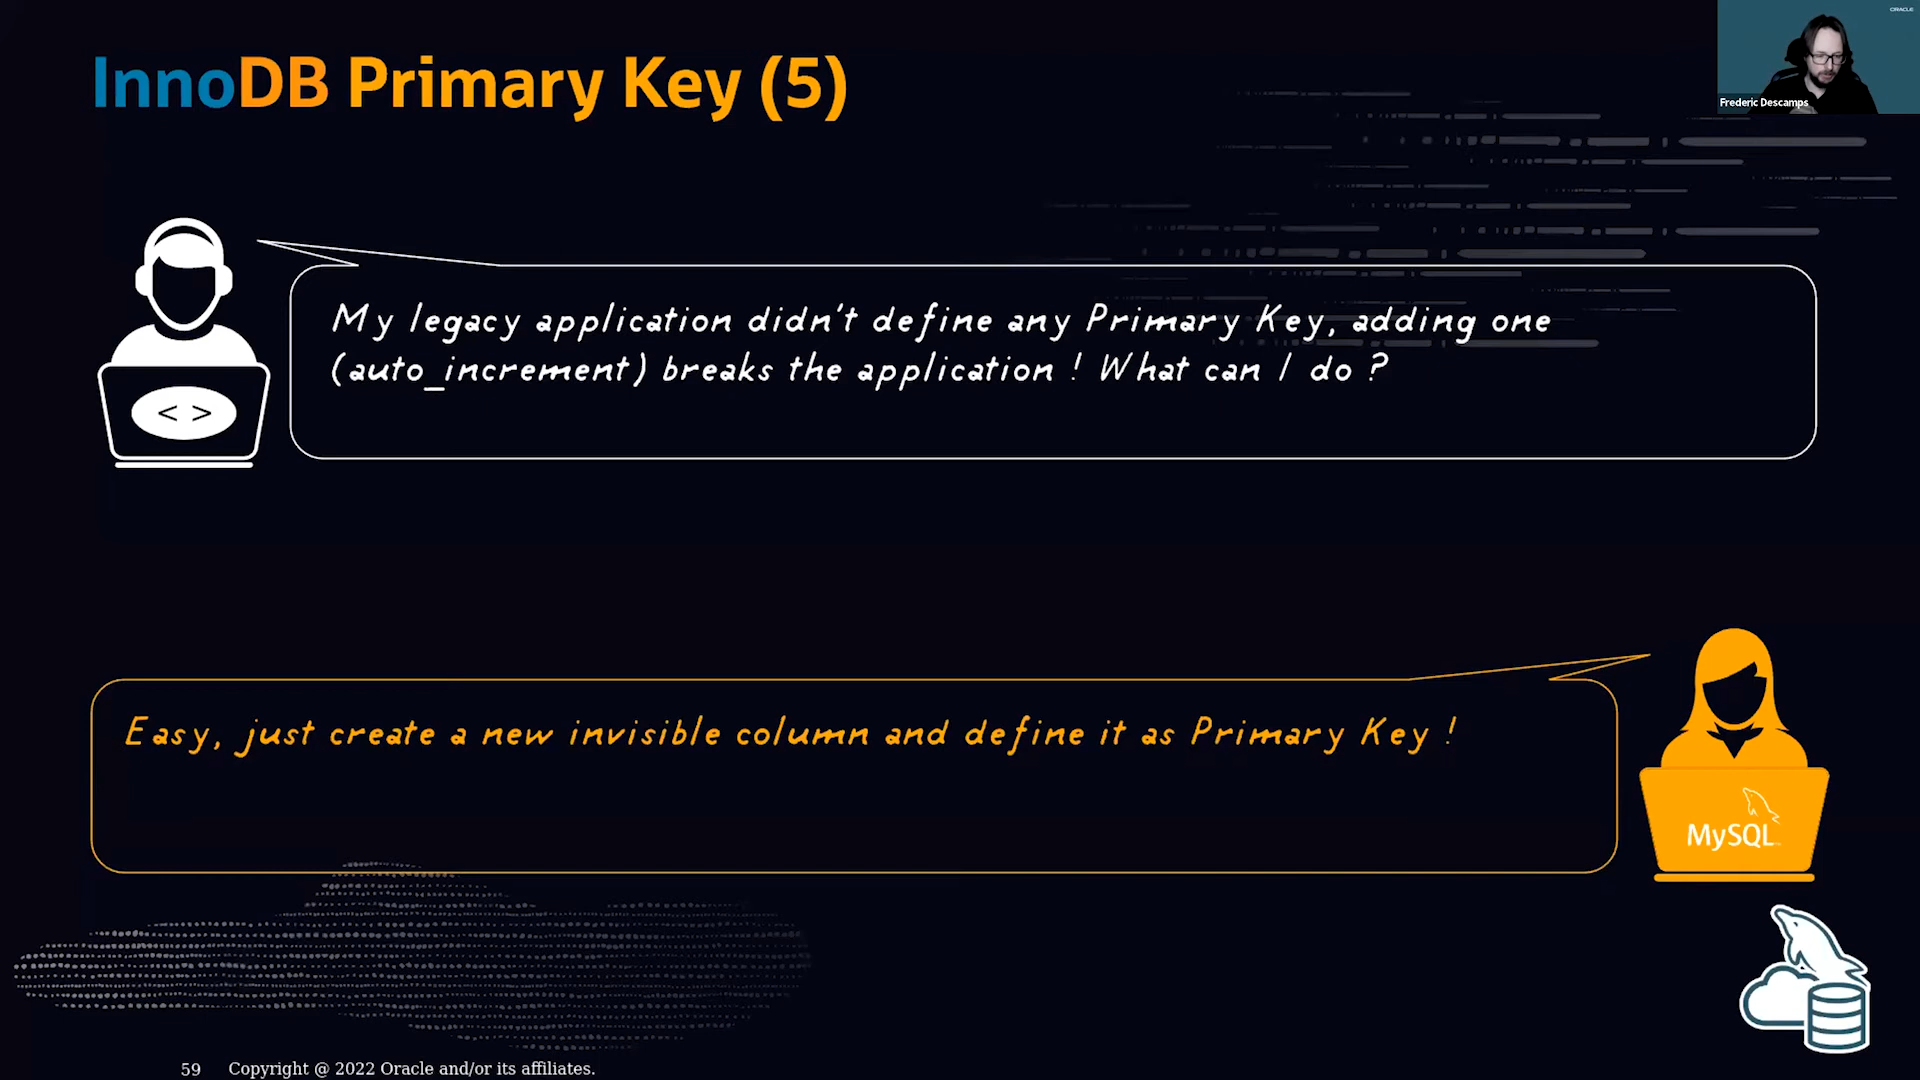 ORACLE
InnoDB Primary Key (5)
Frederic Descamps
My legacy application didn't define any Primary Key, adding one
(auto_increment) breaks the application ! What can I do ?
< >
Easy, just create a new invisible column and define it as Primary Key !
MySQL
59 Copyright @ 2022 Oracle and/or its affiliates.